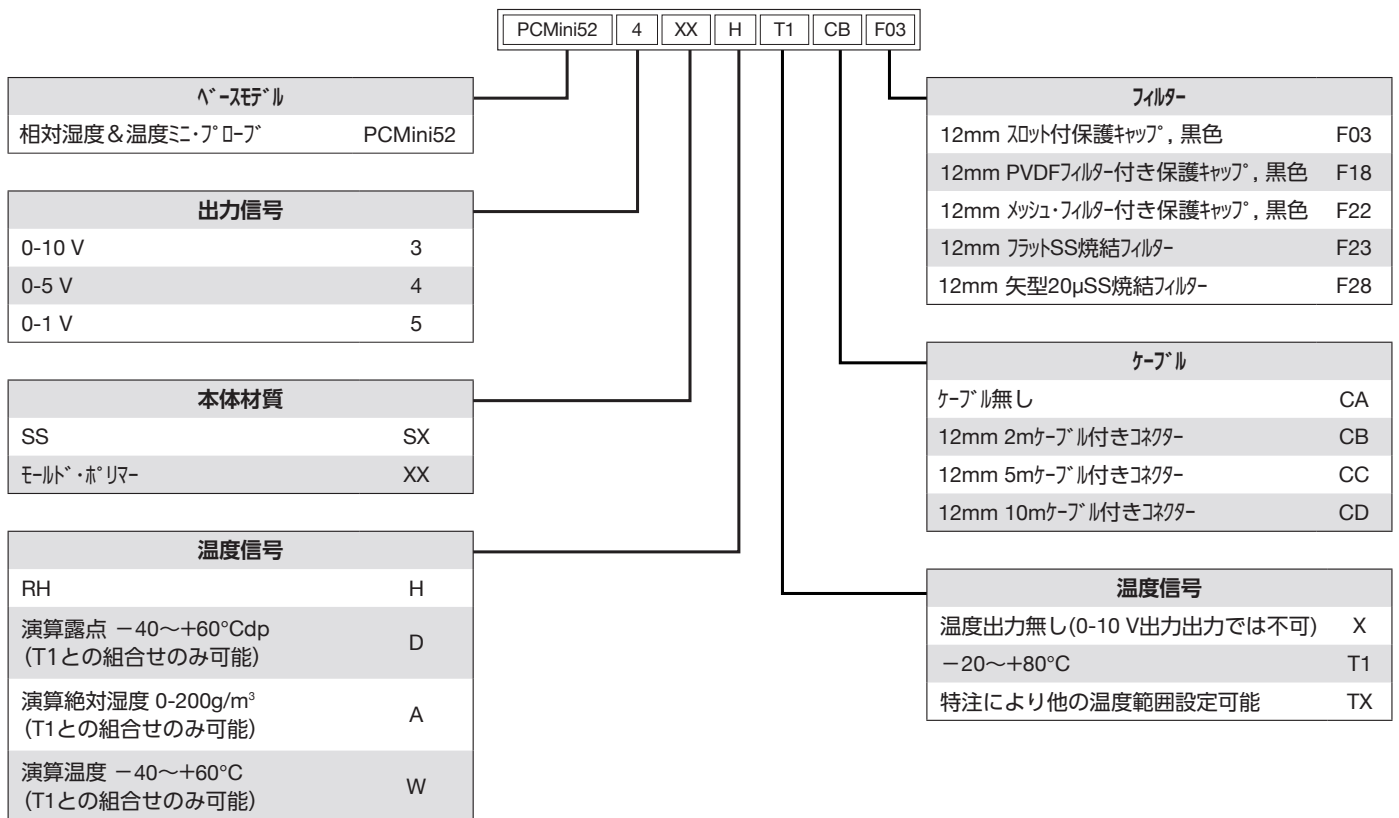 PCMini52 4 XX H T1 CB F03
ﾍﾞｰｽﾓﾃﾞﾙ
相対湿度＆温度ﾐﾆ・ﾌﾟﾛｰﾌﾞ PCMini52
出力信号
0-10 V 3
0-5 V 4
0-1 V 5
本体材質
SS SX
ﾓｰﾙﾄﾞ・ﾎﾟﾘﾏｰ XX
温度信号
RH H
演算露点 －40～+60°Cdp
(T1との組合せのみ可能) D
演算絶対湿度 0-200g/m³
(T1との組合せのみ可能) A
演算温度 －40～+60°C
(T1との組合せのみ可能) W
ﾌｨﾙﾀｰ
12mm ｽﾛｯﾄ付保護ｷｬｯﾌﾟ, 黒色 F03
12mm PVDFﾌｨﾙﾀｰ付き保護ｷｬｯﾌﾟ, 黒色 F18
12mm ﾒｯｼｭ・ﾌｨﾙﾀｰ付き保護ｷｬｯﾌﾟ, 黒色 F22
12mm ﾌﾗｯﾄSS焼結ﾌｨﾙﾀｰ F23
12mm 矢型20μSS焼結ﾌｨﾙﾀｰ F28
ｹｰﾌﾞﾙ
ｹｰﾌﾞﾙ無し CA
12mm 2mｹｰﾌﾞﾙ付きｺﾈｸﾀｰ CB
12mm 5mｹｰﾌﾞﾙ付きｺﾈｸﾀｰ CC
12mm 10mｹｰﾌﾞﾙ付きｺﾈｸﾀｰ CD
温度信号
温度出力無し(0-10 V出力出力では不可) X
－20～+80°C T1
特注により他の温度範囲設定可能 TX